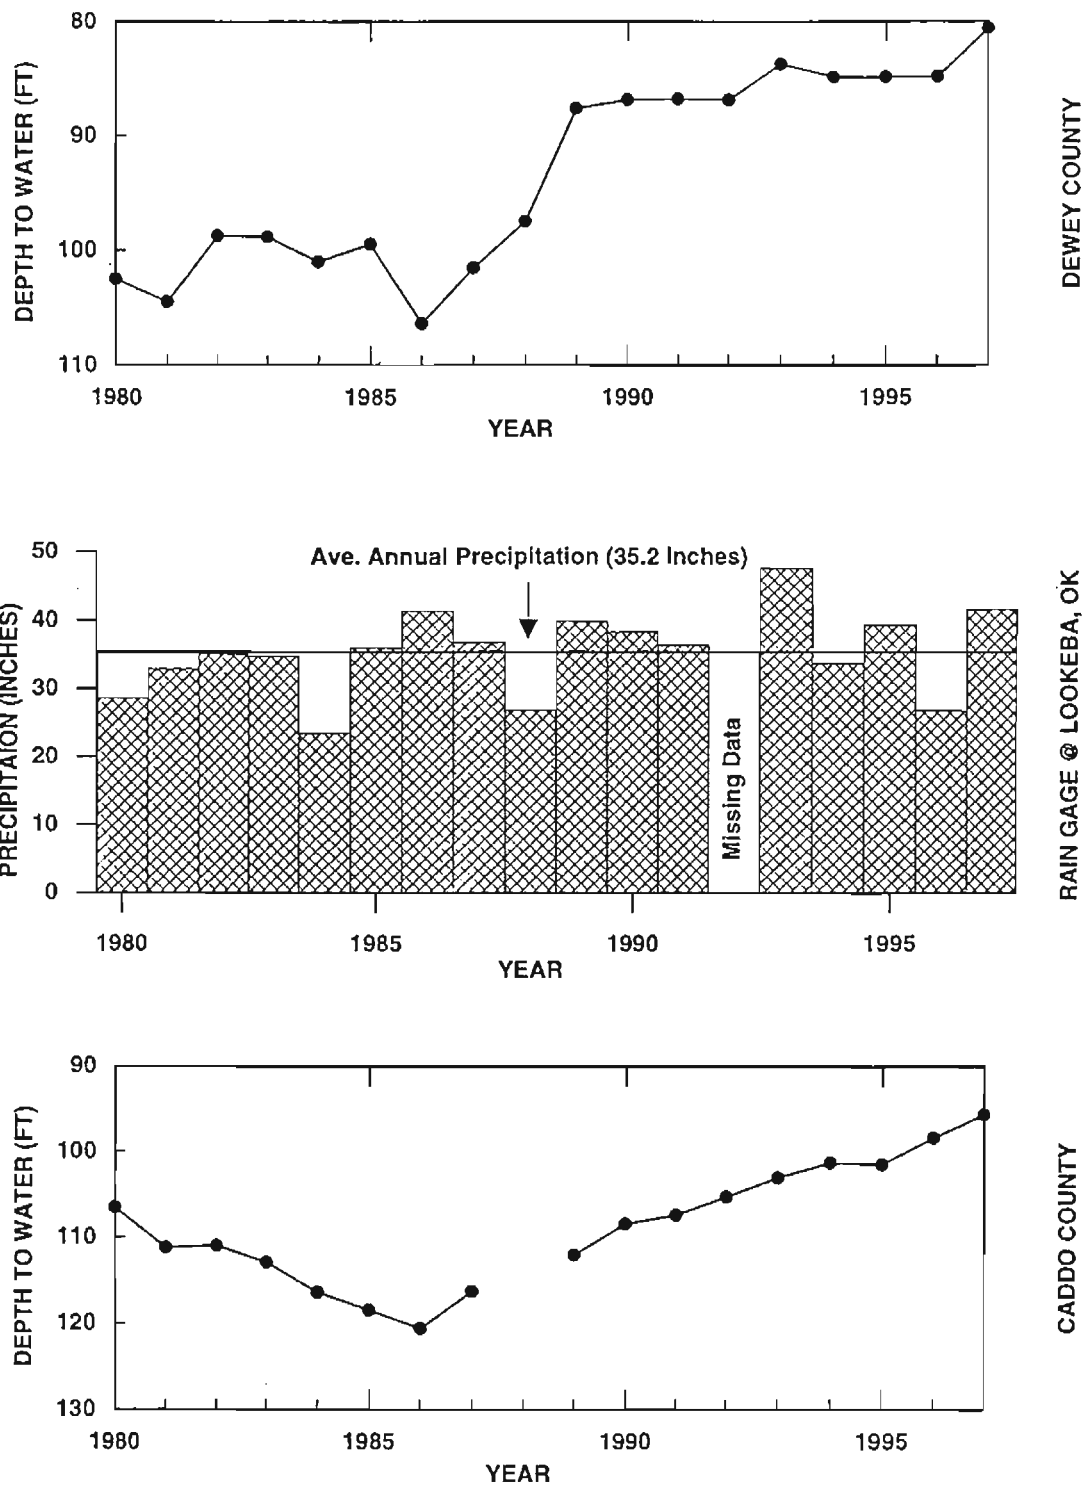 80
90
100
110
DEPTH TO WATER (FT)
1980 1985 1990 1995
YEAR
DEWEY COUNTY
Ave. Annual Precipitation (35.2 Inches)
50
40
30
20
10
0
PRECIPITAION (INCHES)
Missing Data
1980 1985 1990 1995
YEAR
RAIN GAGE @ LOOKEBA, OK
90
100
110
120
130
DEPTH TO WATER (FT)
1980 1985 1990 1995
YEAR
CADDO COUNTY